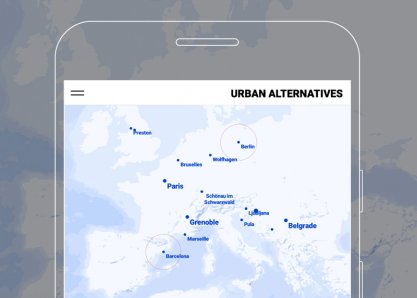 URBAN ALTERNATIVES
Preston
Berlin
Wolfhagen
Bruxelles
Paris
Schönau im
Schwarzwald
Ljubljana
Grenoble
Pula
Belgrade
Marseille
Barcelona